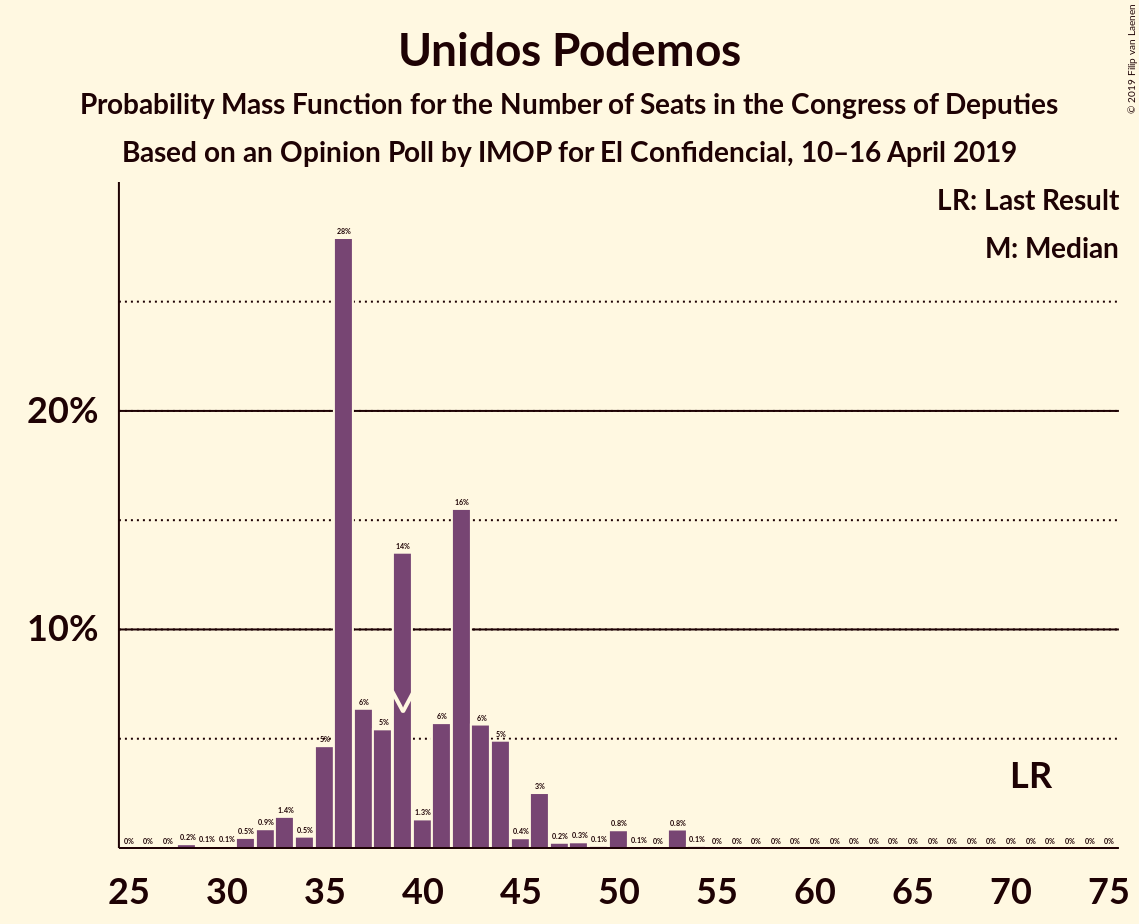 Unidos Podemos
Probability Mass Function for the Number of Seats in the Congress of Deputies
Based on an Opinion Poll by IMOP for El Confidencial, 10–16 April 2019
© 2019 Filip van Laenen
LR: Last Result
M: Median
20%
10%
0% 0% 0% 0.2% 0.1% 0.1% 0.5% 0.9% 1.4% 0.5% 5% 28% 6% 5% 14% 1.3% 6% 16% 6% 5% 0.4% 3% 0.2% 0.3% 0.1% 0.8% 0.1% 0% 0.8% 0.1% 0% 0% 0% 0% 0% 0% 0% 0% 0% 0% 0% 0% 0% 0% 0% 0% 0% 0% 0% 0% 0%
LR
25 30 35 40 45 50 55 60 65 70 75